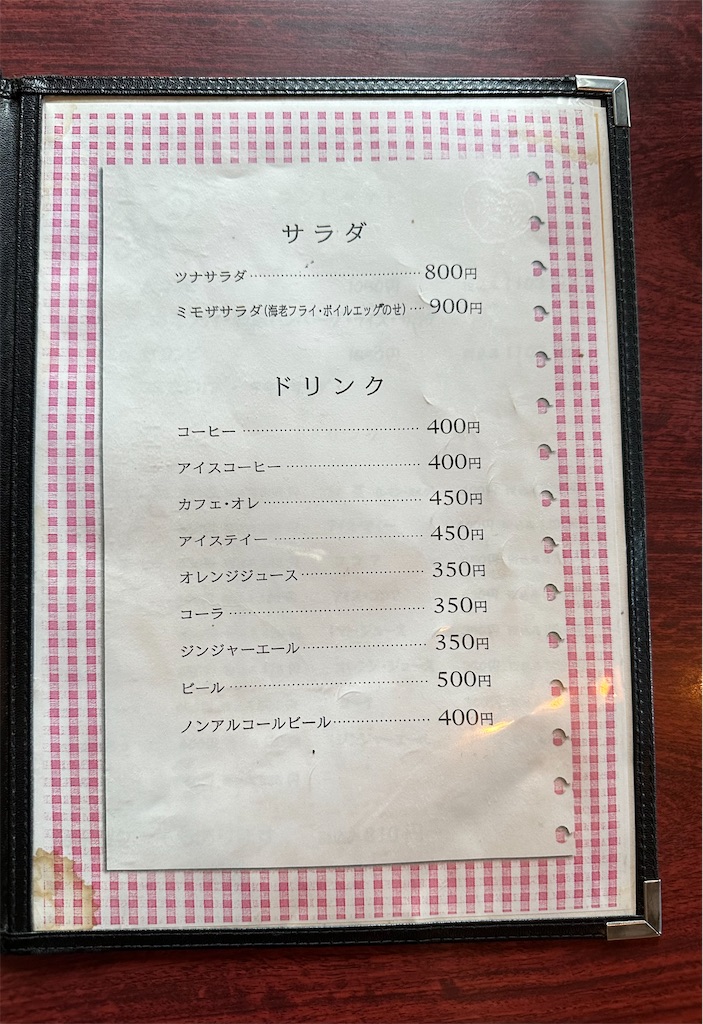 サラダ
ツナサラダ‥‥‥‥‥‥‥‥‥‥‥‥800円
ミモザサラダ(海老フライ・ボイルエッグのせ)‥900円
ドリンク
コーヒー‥‥‥‥‥‥‥‥‥‥‥‥400円
アイスコーヒー‥‥‥‥‥‥‥‥‥400円
カフェ・オレ‥‥‥‥‥‥‥‥‥‥450円
アイステイー‥‥‥‥‥‥‥‥‥‥450円
オレンジジュース‥‥‥‥‥‥‥‥350円
コーラ‥‥‥‥‥‥‥‥‥‥‥‥‥350円
ジンジャーエール‥‥‥‥‥‥‥‥350円
ビール‥‥‥‥‥‥‥‥‥‥‥‥‥500円
ノンアルコールビール‥‥‥‥‥‥400円